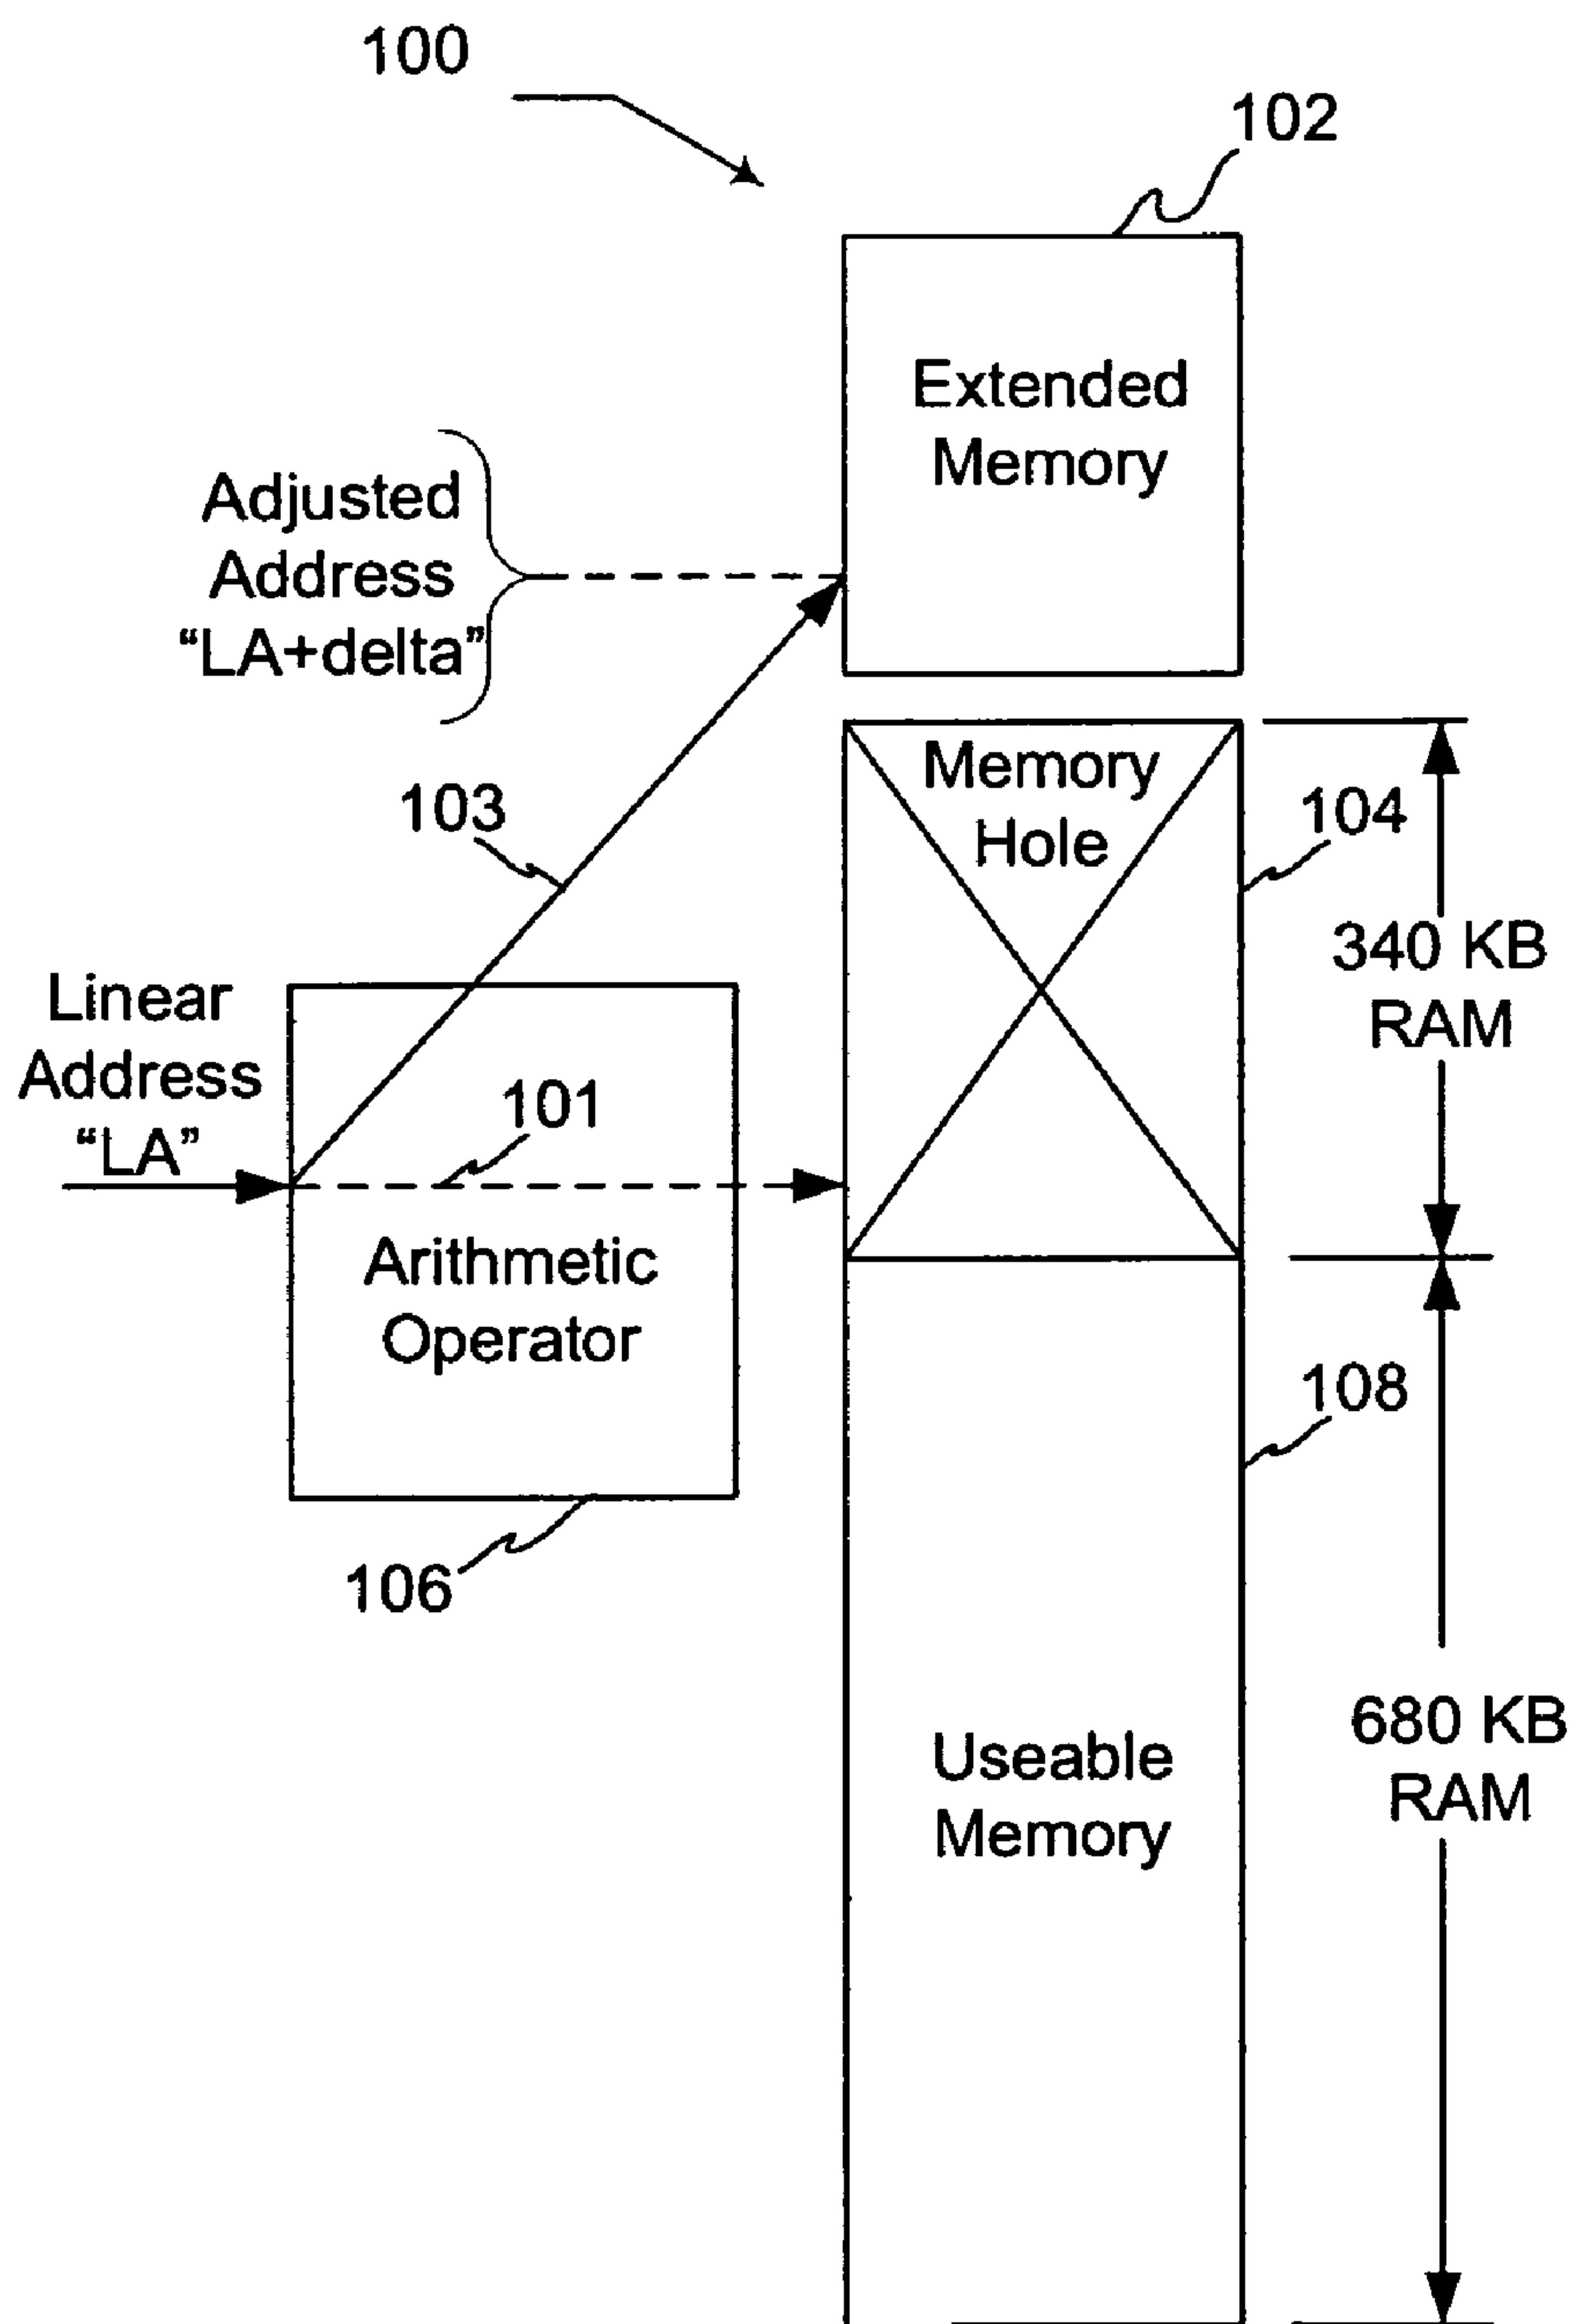 100
102
Extended
Memory
Adjusted
Address
“LA+delta”
103
Memory
Hole
104
340 KB
RAM
Linear
Address
“LA”
101
Arithmetic
Operator
106
108
680 KB
RAM
Useable
Memory